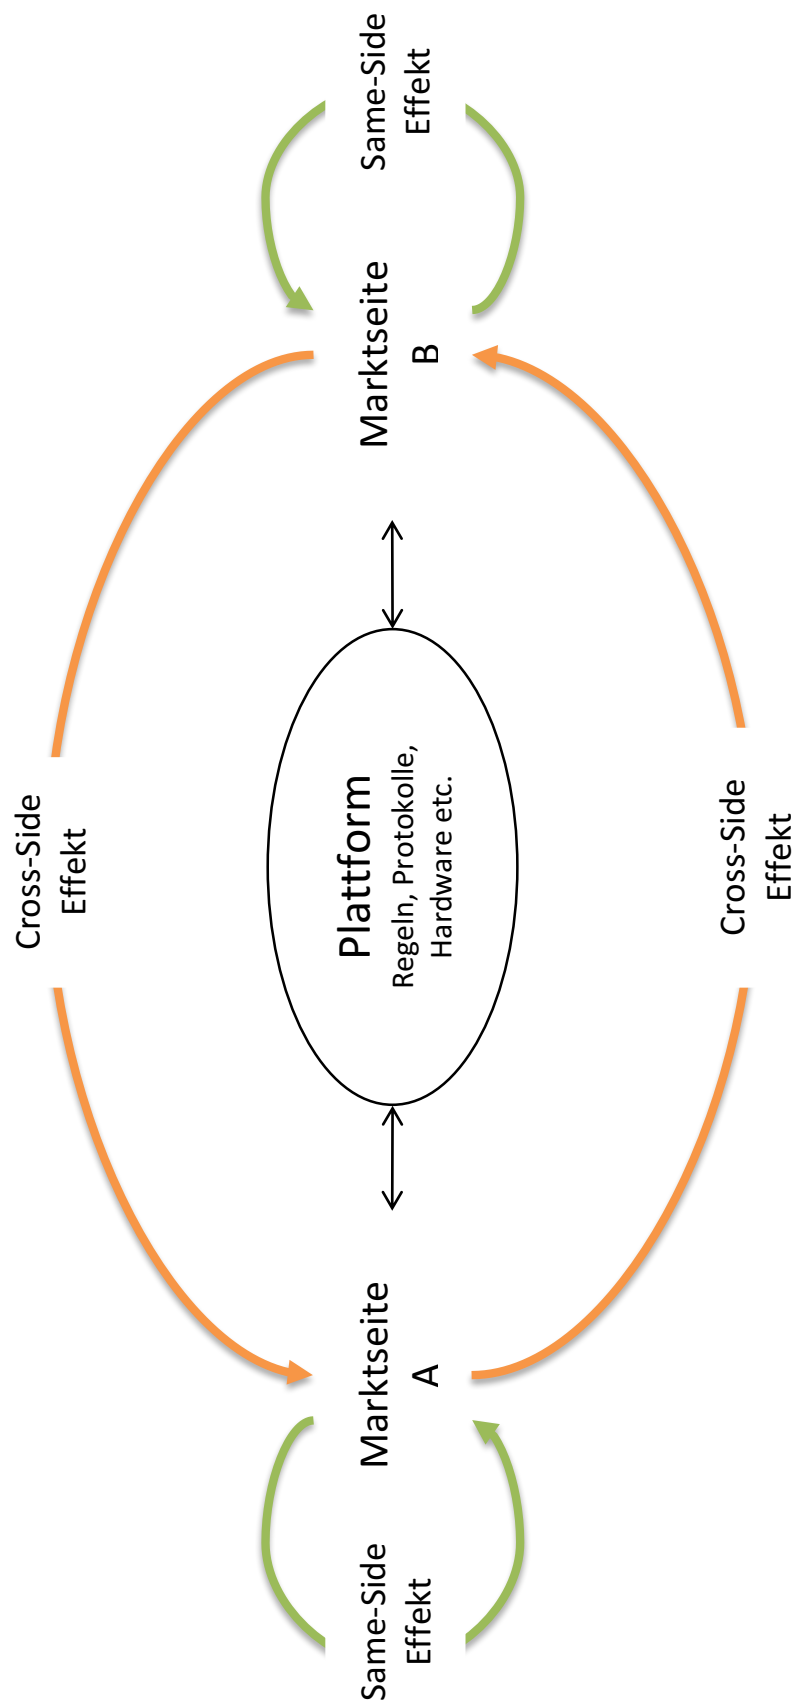 Cross-Side
Effekt
Same-Side
Effekt
Marktseite
A
Plattform
Regeln, Protokolle,
Hardware etc.
Marktseite
B
Same-Side
Effekt
Cross-Side
Effekt